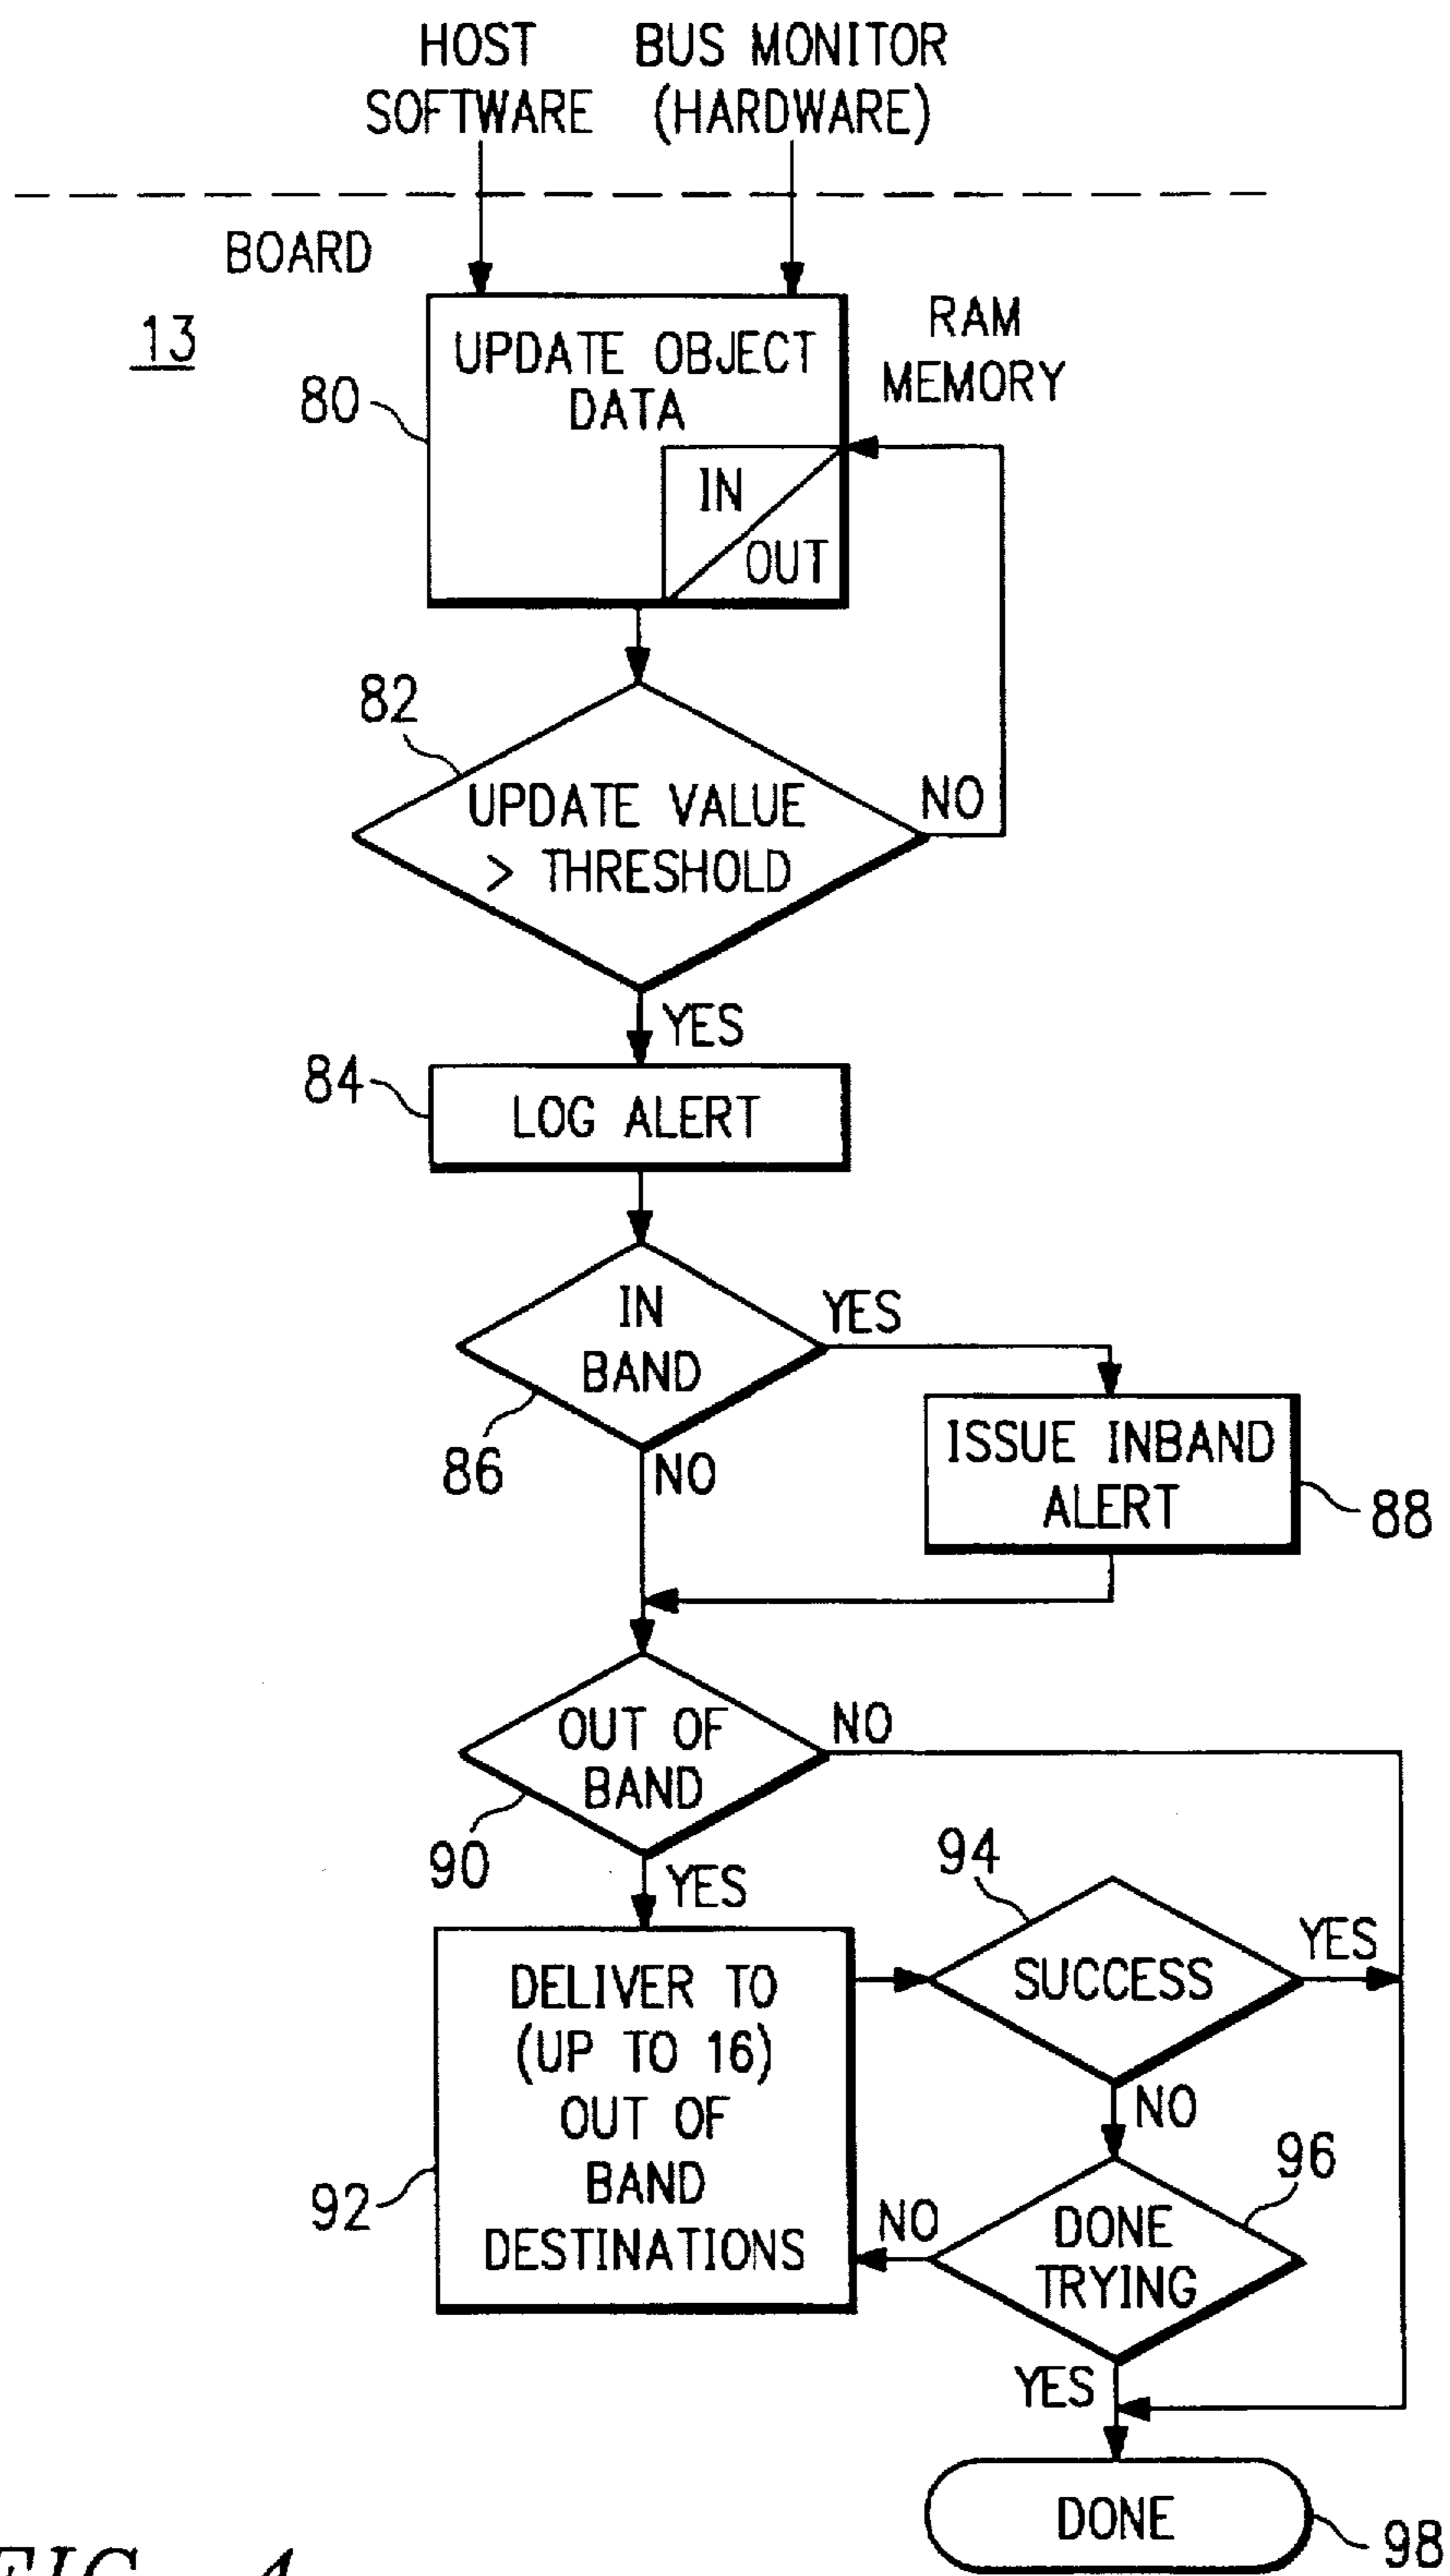 HOST
SOFTWARE
BUS MONITOR
(HARDWARE)
BOARD
13
RAM
MEMORY
80
UPDATE OBJECT
DATA
IN
OUT
82
UPDATE VALUE
> THRESHOLD
NO
YES
84
LOG ALERT
IN
BAND
YES
86
NO
ISSUE INBAND
ALERT
88
OUT OF
BAND
NO
90
YES
94
SUCCESS
YES
NO
DELIVER TO
(UP TO 16)
OUT OF
BAND
DESTINATIONS
92
96
NO
DONE
TRYING
YES
DONE
98
FIG. 4